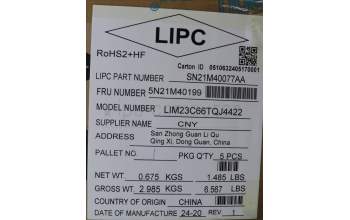 LIPC
RoHS2+HF
Carton ID 0510632405170001
LIPC PART NUMBER SN21M40077AA
FRU NUMBER 5N21M40199
MODEL NUMBER LIM23C66TQJ4422
SUPPLIER NAME CNY
ADDRESS San Zhong Guan Li Qu
Qing Xi, Dong Guan, China
PALLET NO. PKG Q'TY 5 PCS
NET WT. 0.675 KGS 1.485 LBS
GROSS WT. 2.985 KGS 6.567 LBS
COUNTRY OF ORIGIN CHINA
DATE OF MANUFACTURE 24-20 REV 1